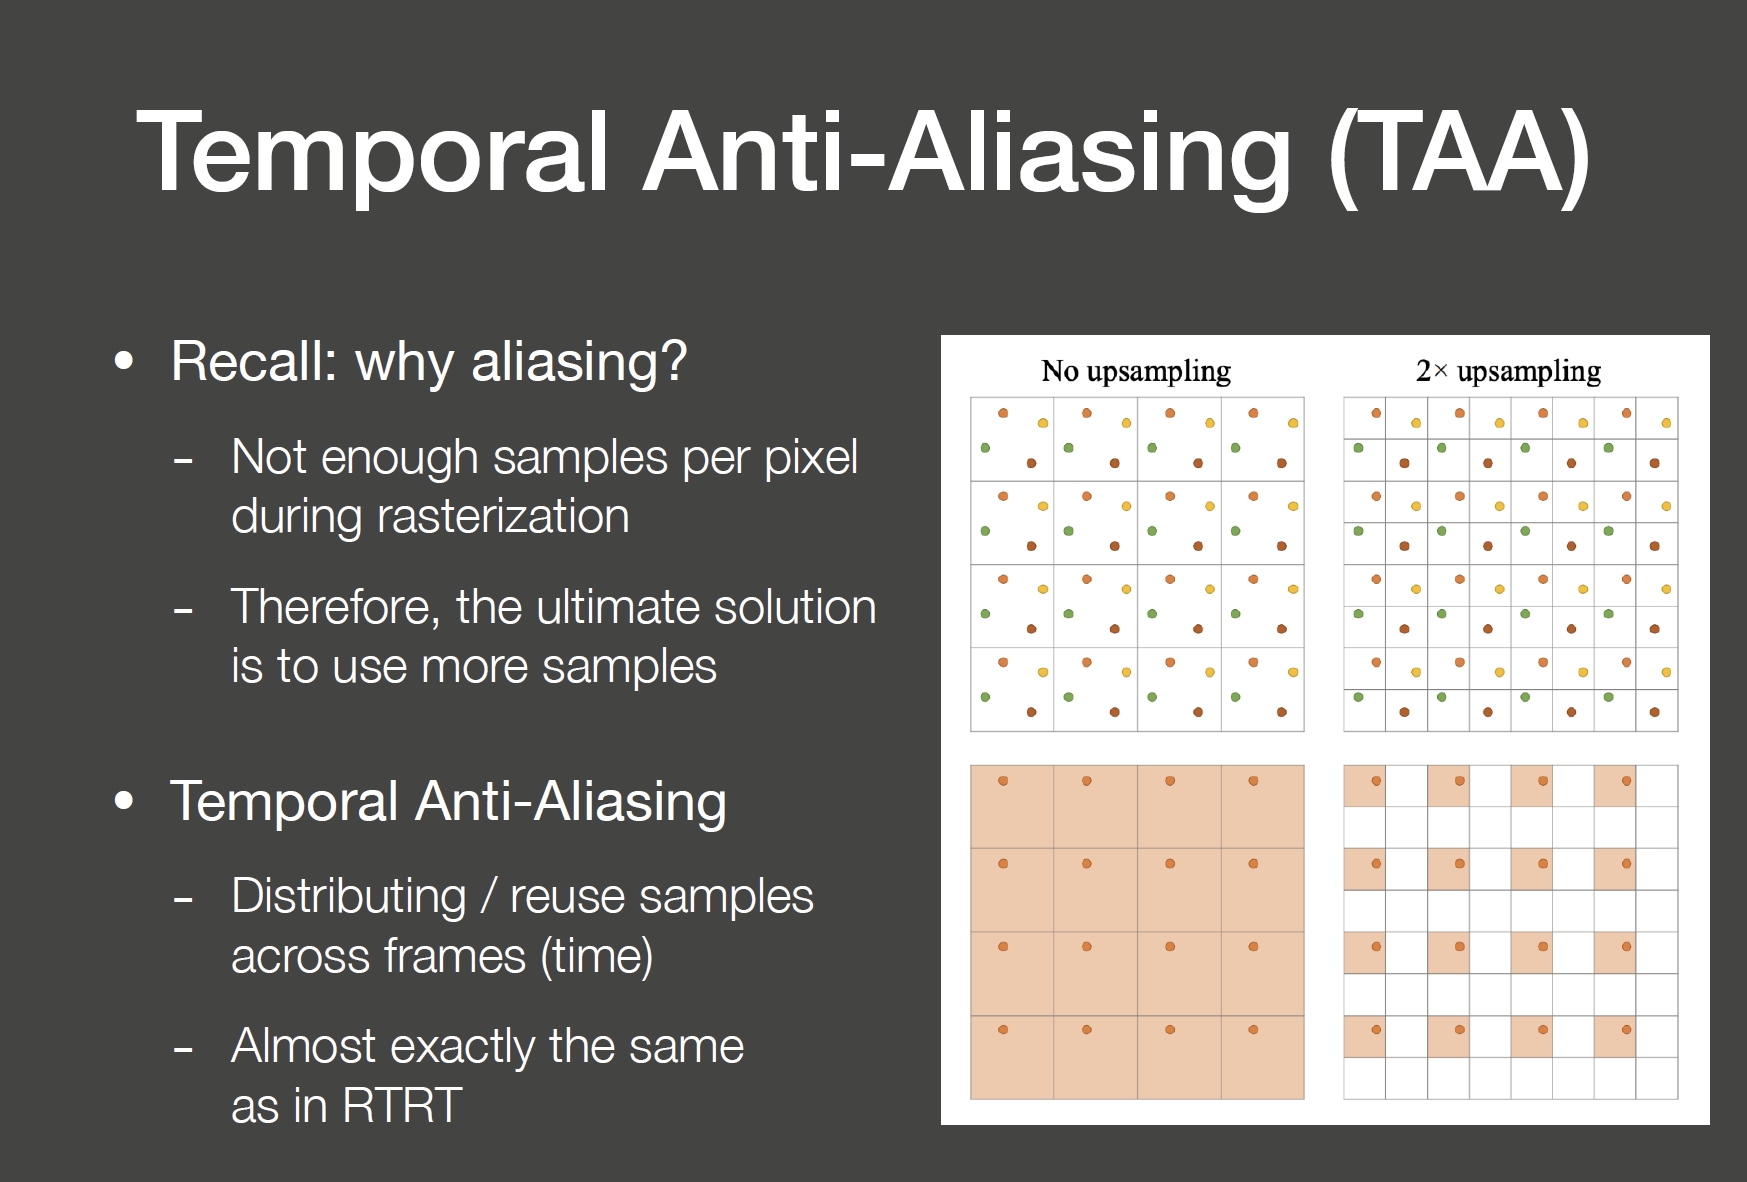 Temporal Anti-Aliasing (TAA)
• Recall: why aliasing?
- Not enough samples per pixel
during rasterization
- Therefore, the ultimate solution
is to use more samples
• Temporal Anti-Aliasing
- Distributing / reuse samples
across frames (time)
- Almost exactly the same
as in RTRT
No upsampling
2× upsampling